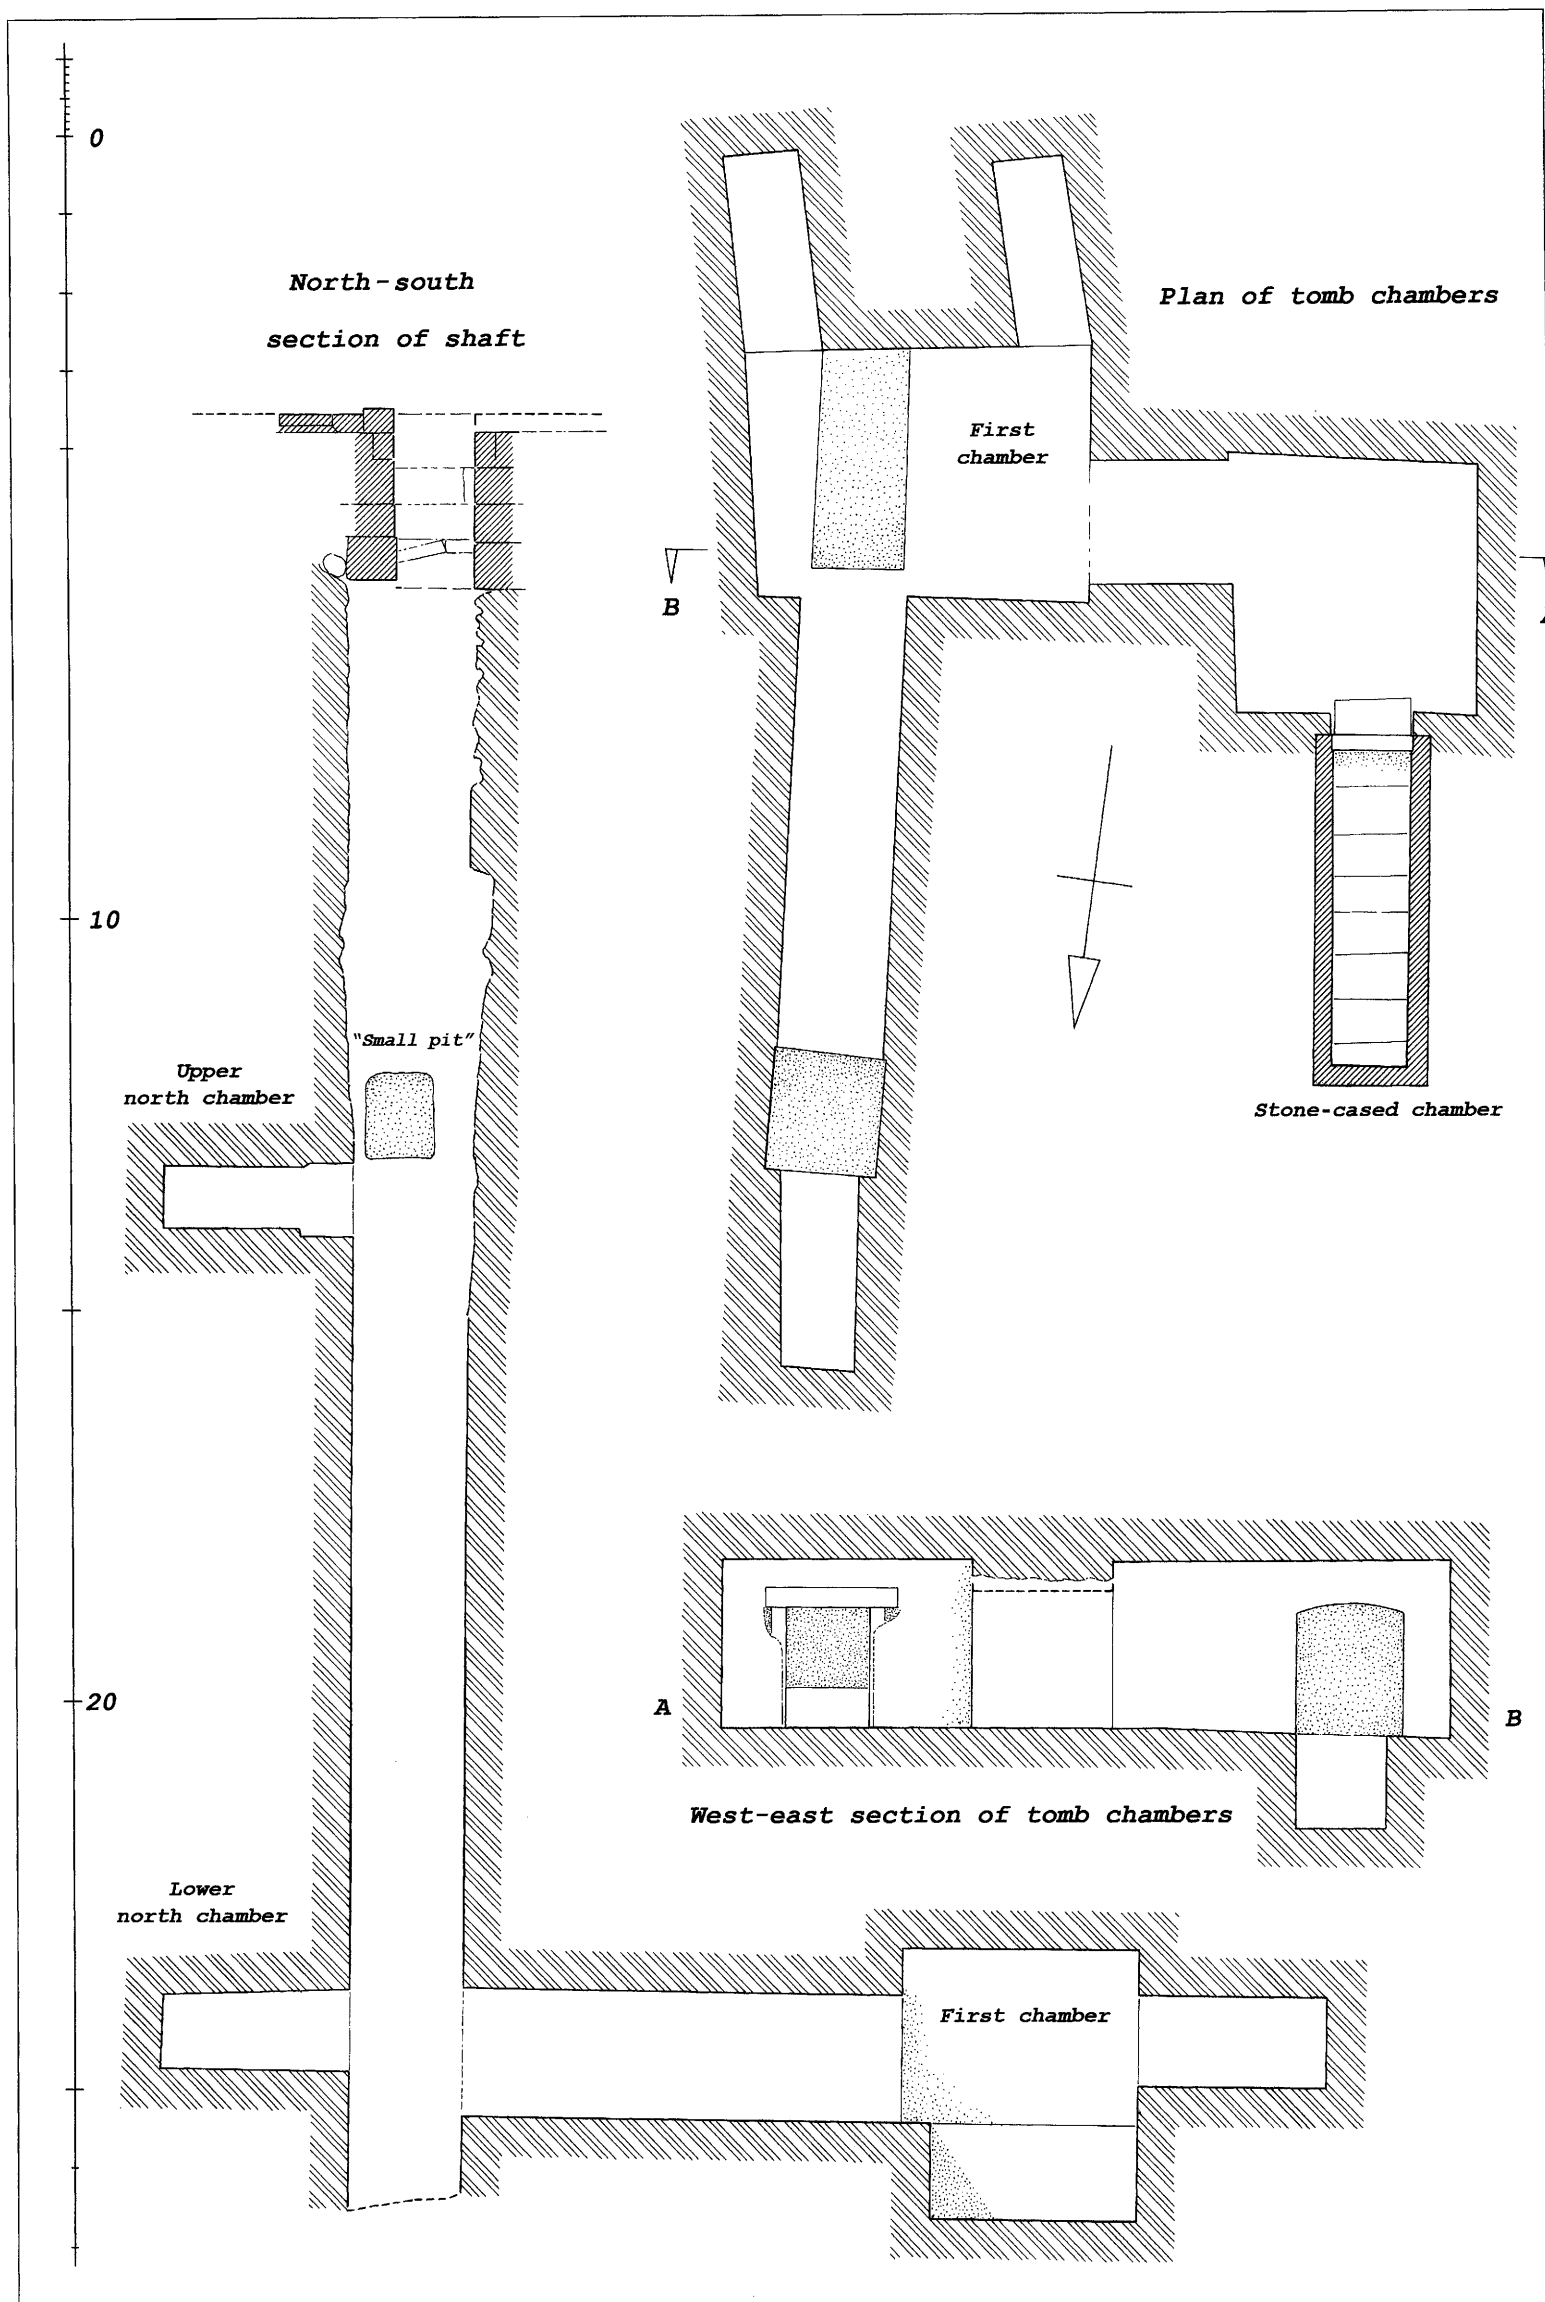 0
North-south
section of shaft
Plan of tomb chambers
First
chamber
B
10
"Small pit"
Upper
north chamber
Stone-cased chamber
20
A
B
West-east section of tomb chambers
Lower
north chamber
First chamber